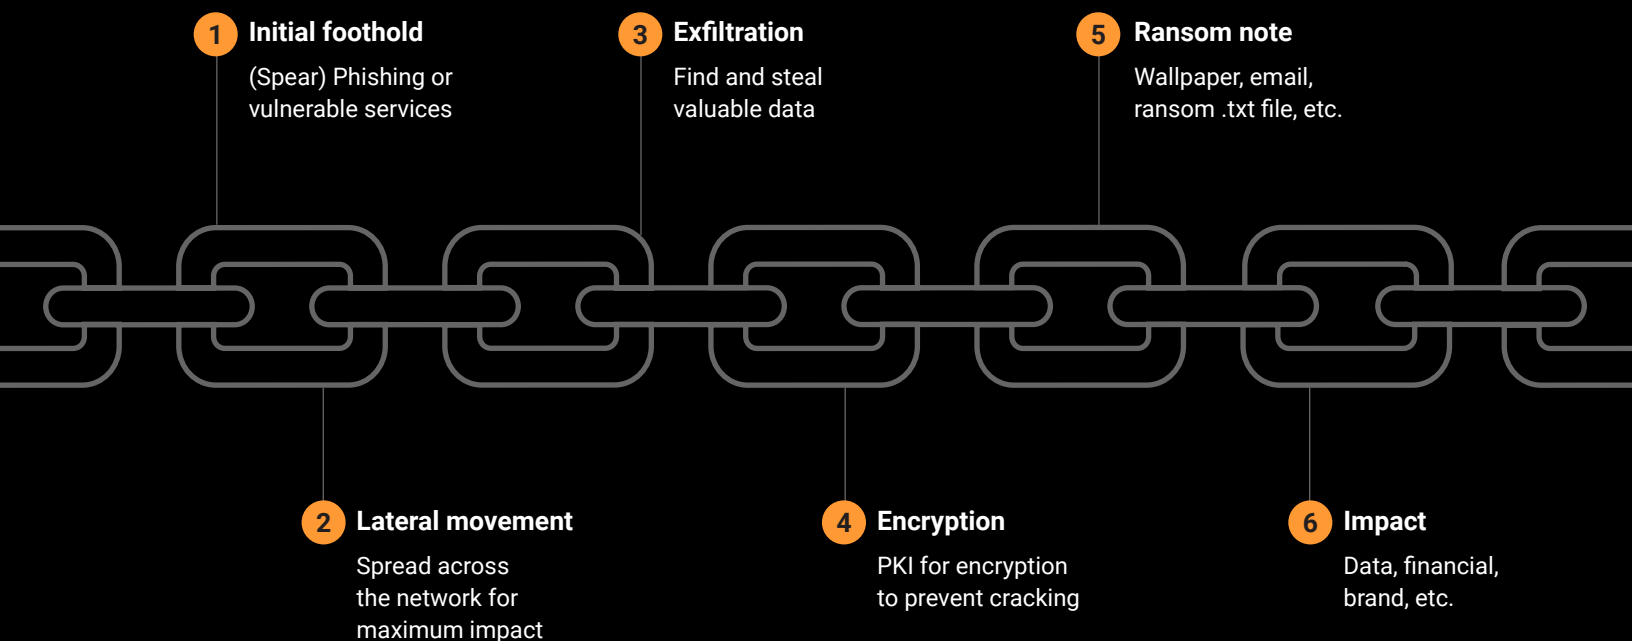 1 Initial foothold
(Spear) Phishing or
vulnerable services
2 Lateral movement
Spread across
the network for
maximum impact
3 Exfiltration
Find and steal
valuable data
4 Encryption
PKI for encryption
to prevent cracking
5 Ransom note
Wallpaper, email,
ransom .txt file, etc.
6 Impact
Data, financial,
brand, etc.